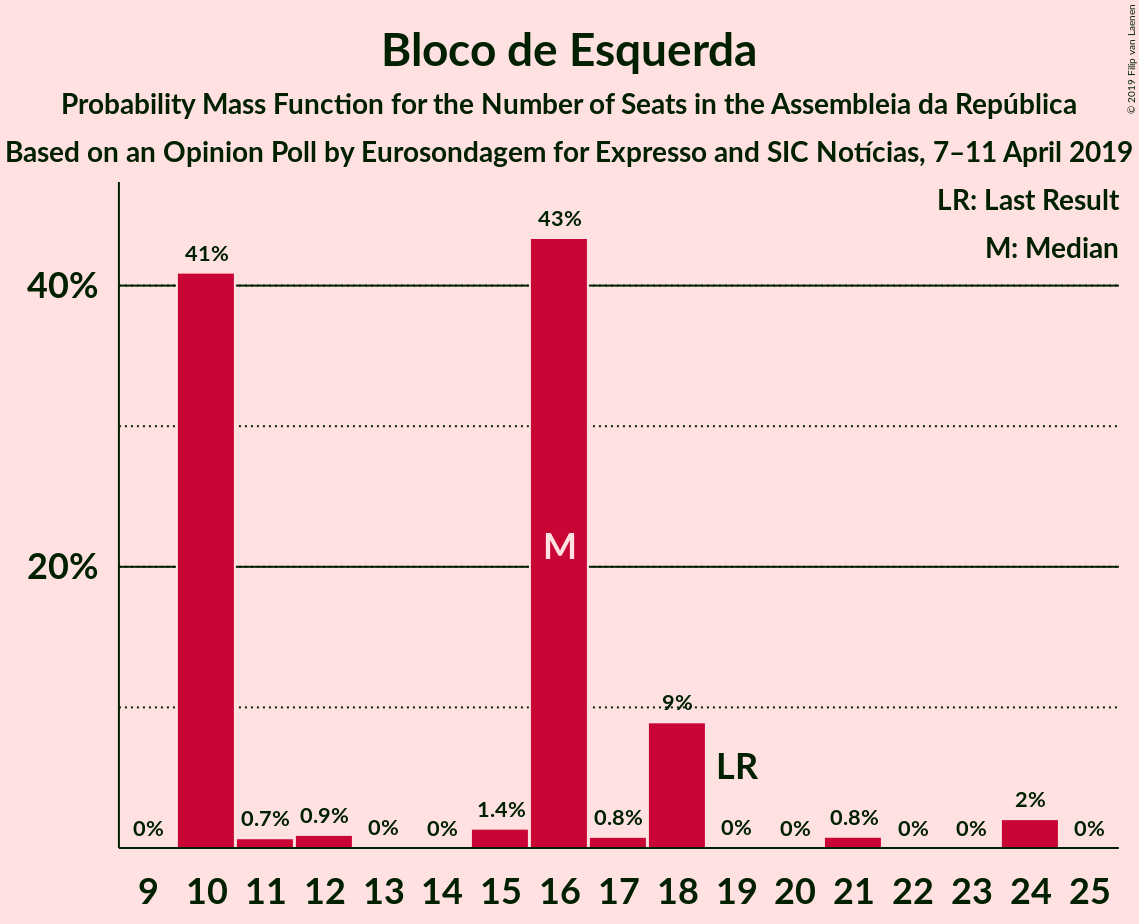 Bloco de Esquerda
Probability Mass Function for the Number of Seats in the Assembleia da República
Based on an Opinion Poll by Eurosondagem for Expresso and SIC Notícias, 7–11 April 2019
© 2019 Filip van Laenen
LR: Last Result
M: Median
40%
20%
0% 41% 0.7% 0.9% 0% 0% 1.4% 43% 0.8% 9% 0% 0% 0.8% 0% 0% 2% 0%
M
LR
9 10 11 12 13 14 15 16 17 18 19 20 21 22 23 24 25